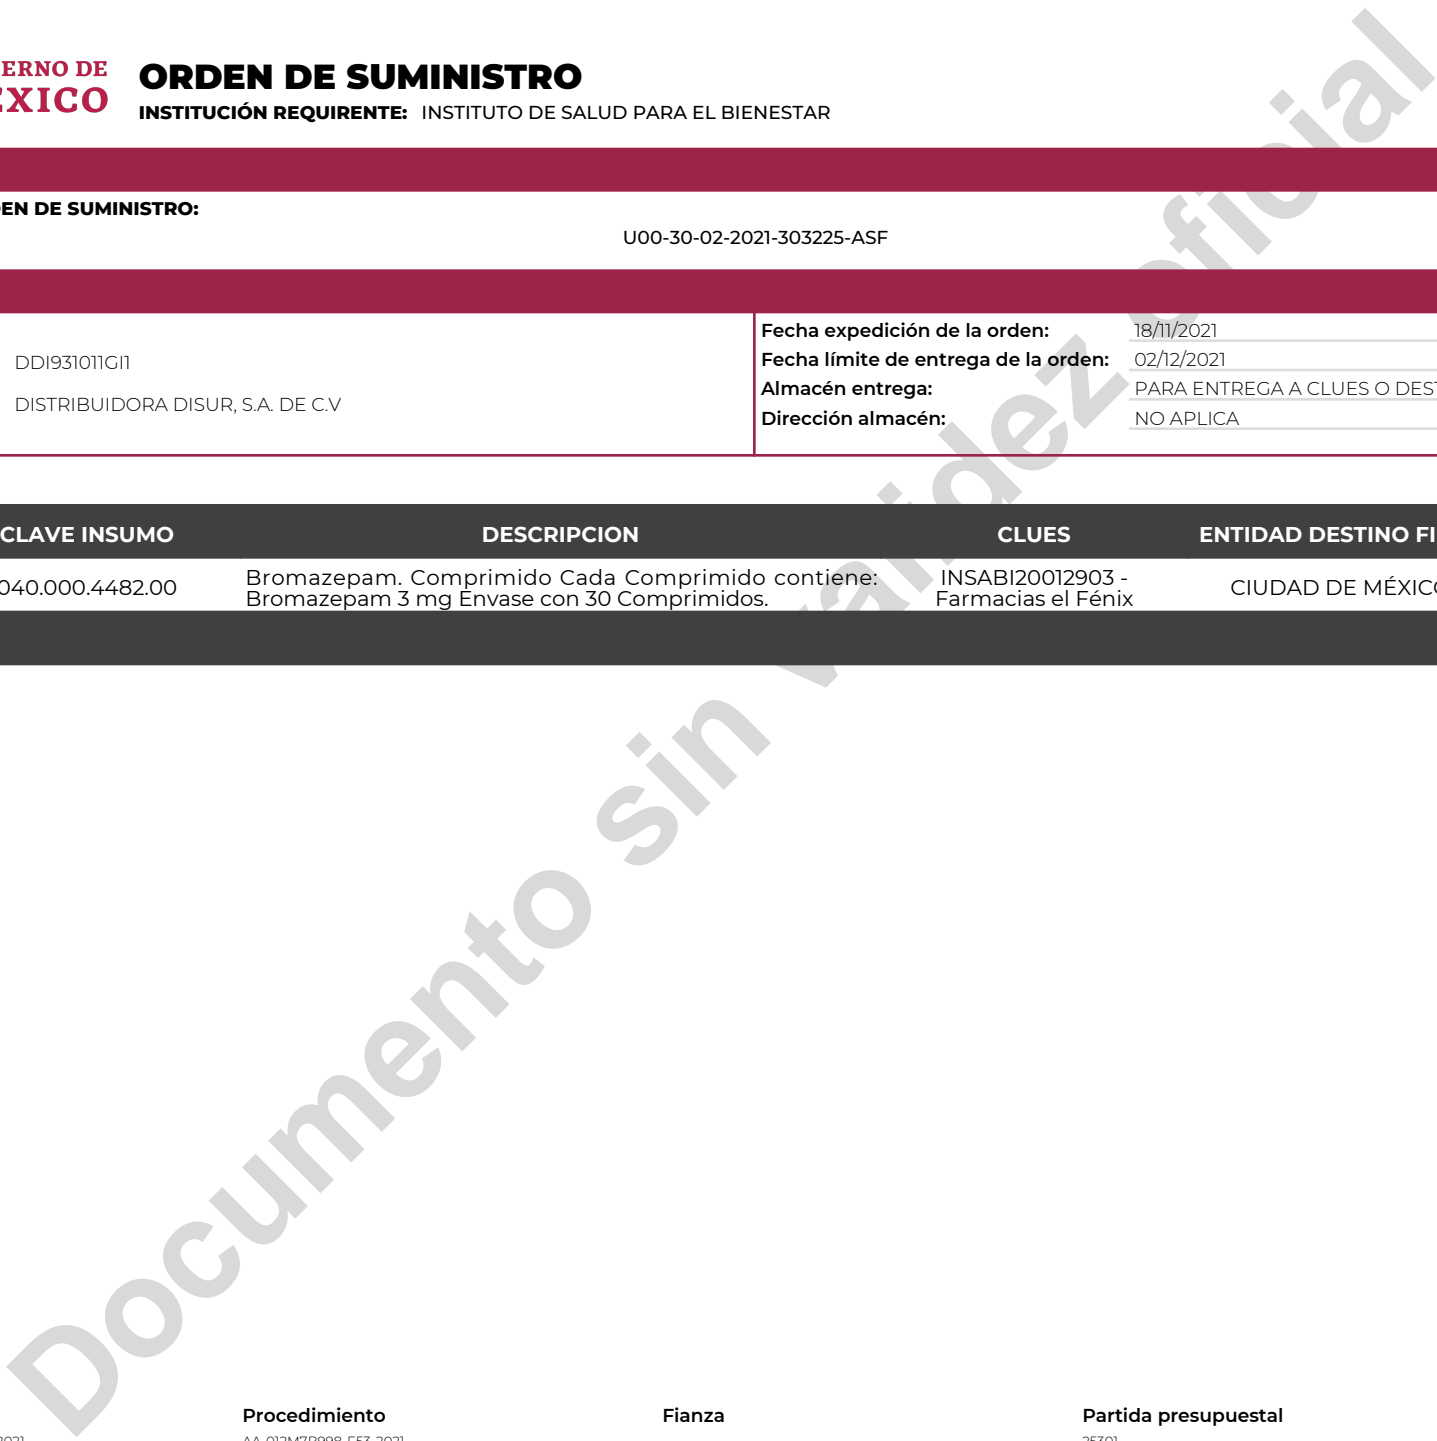 ERNO DE
ÉXICO
ORDEN DE SUMINISTRO
INSTITUCIÓN REQUIRENTE: INSTITUTO DE SALUD PARA EL BIENESTAR
EN DE SUMINISTRO:
U00-30-02-2021-303225-ASF
DDI931011GI1
DISTRIBUIDORA DISUR, S.A. DE C.V
Fecha expedición de la orden: 18/11/2021
Fecha límite de entrega de la orden: 02/12/2021
Almacén entrega: PARA ENTREGA A CLUES O DEST
Dirección almacén: NO APLICA
CLAVE INSUMO DESCRIPCION CLUES ENTIDAD DESTINO FI
040.000.4482.00
Bromazepam. Comprimido Cada Comprimido contiene:
Bromazepam 3 mg Envase con 30 Comprimidos.
INSABI20012903 -
Farmacias el Fénix
CIUDAD DE MÉXICO
Documento sin validez oficial
Procedimiento Fianza Partida presupuestal